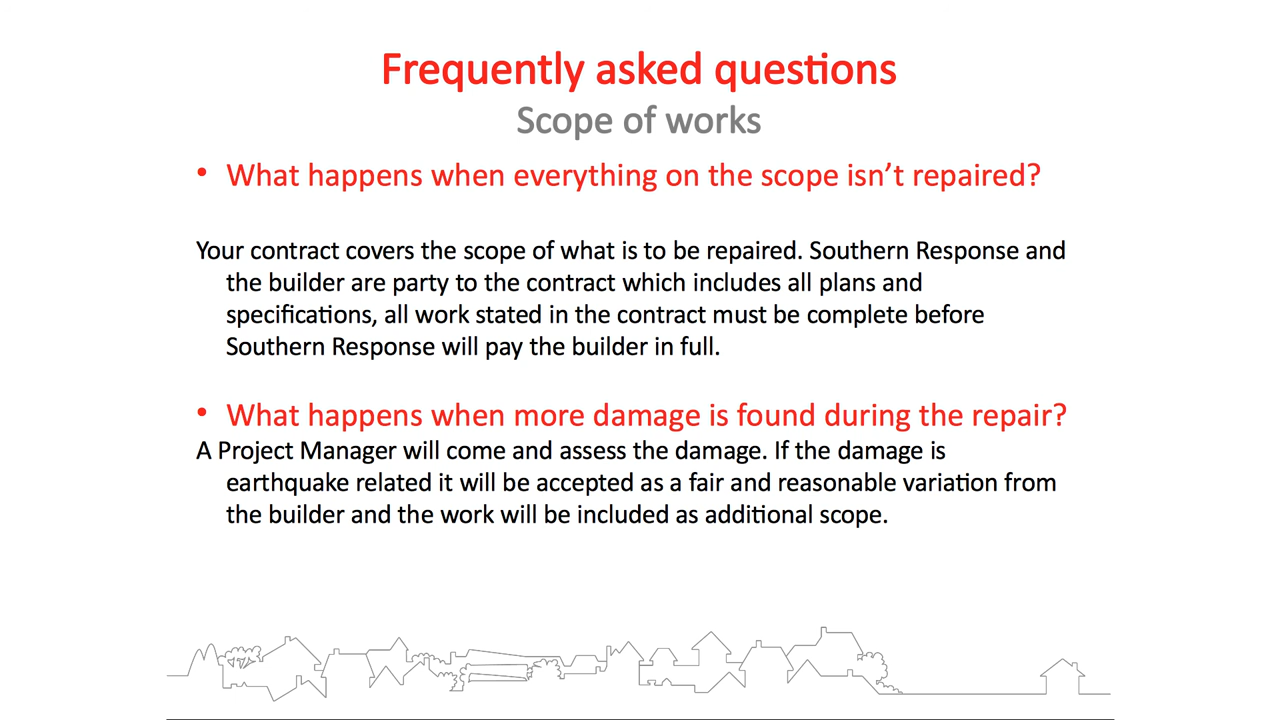 Frequently asked questions
Scope of works
• What happens when everything on the scope isn’t repaired?
Your contract covers the scope of what is to be repaired. Southern Response and
the builder are party to the contract which includes all plans and
specifications, all work stated in the contract must be complete before
Southern Response will pay the builder in full.
• What happens when more damage is found during the repair?
A Project Manager will come and assess the damage. If the damage is
earthquake related it will be accepted as a fair and reasonable variation from
the builder and the work will be included as additional scope.